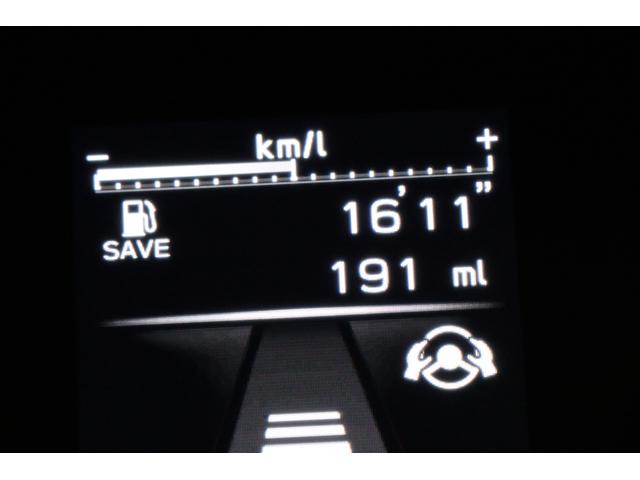 − km/l +
16'11"
SAVE
191 ml